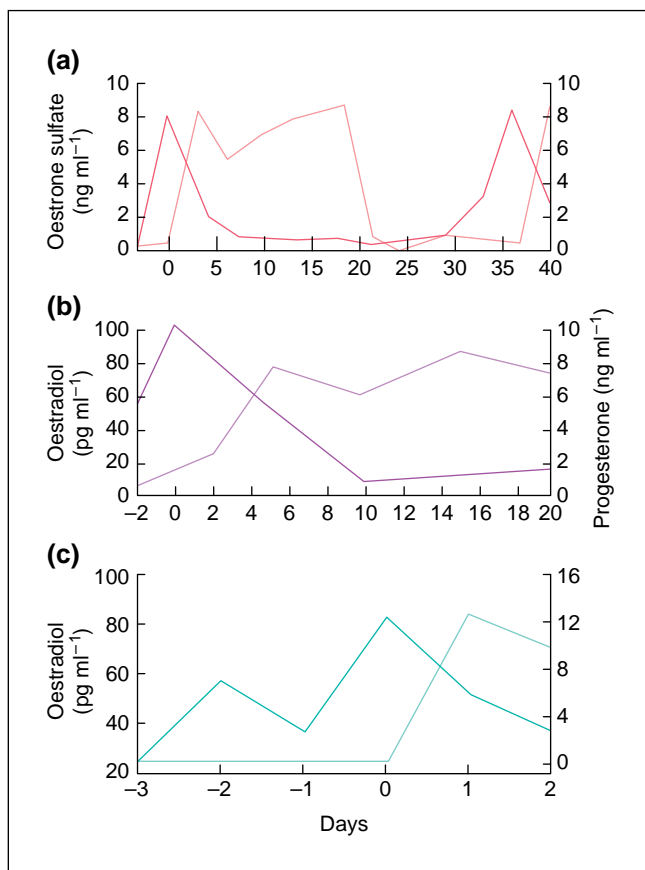 (a)
10
8
6
4
2
0
Oestrone sulfate
(ng ml⁻¹)
10
8
6
4
2
0
0 5 10 15 20 25 30 35 40
(b)
100
80
60
40
20
0
Oestradiol
(pg ml⁻¹)
10
8
6
4
2
0
Progesterone (ng ml⁻¹)
–2 0 2 4 6 8 10 12 14 16 18 20
(c)
100
80
60
40
20
Oestradiol
(pg ml⁻¹)
16
12
8
4
0
–3 –2 –1 0 1 2
Days